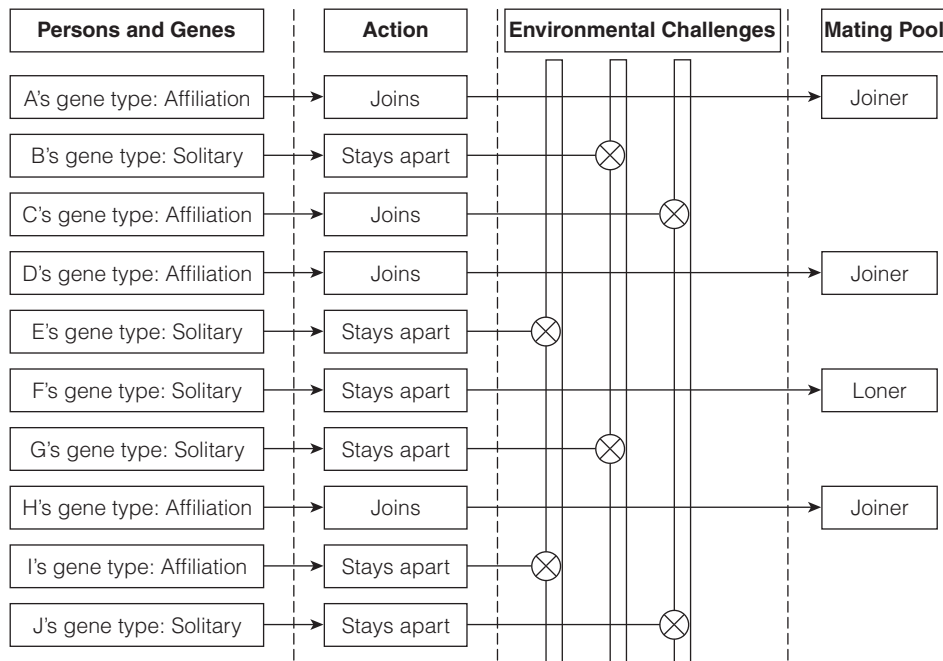 Persons and Genes Action Environmental Challenges Mating Pool
A's gene type: Affiliation Joins Joiner
B's gene type: Solitary Stays apart
C's gene type: Affiliation Joins
D's gene type: Affiliation Joins Joiner
E's gene type: Solitary Stays apart
F's gene type: Solitary Stays apart Loner
G's gene type: Solitary Stays apart
H's gene type: Affiliation Joins Joiner
I's gene type: Affiliation Stays apart
J's gene type: Solitary Stays apart